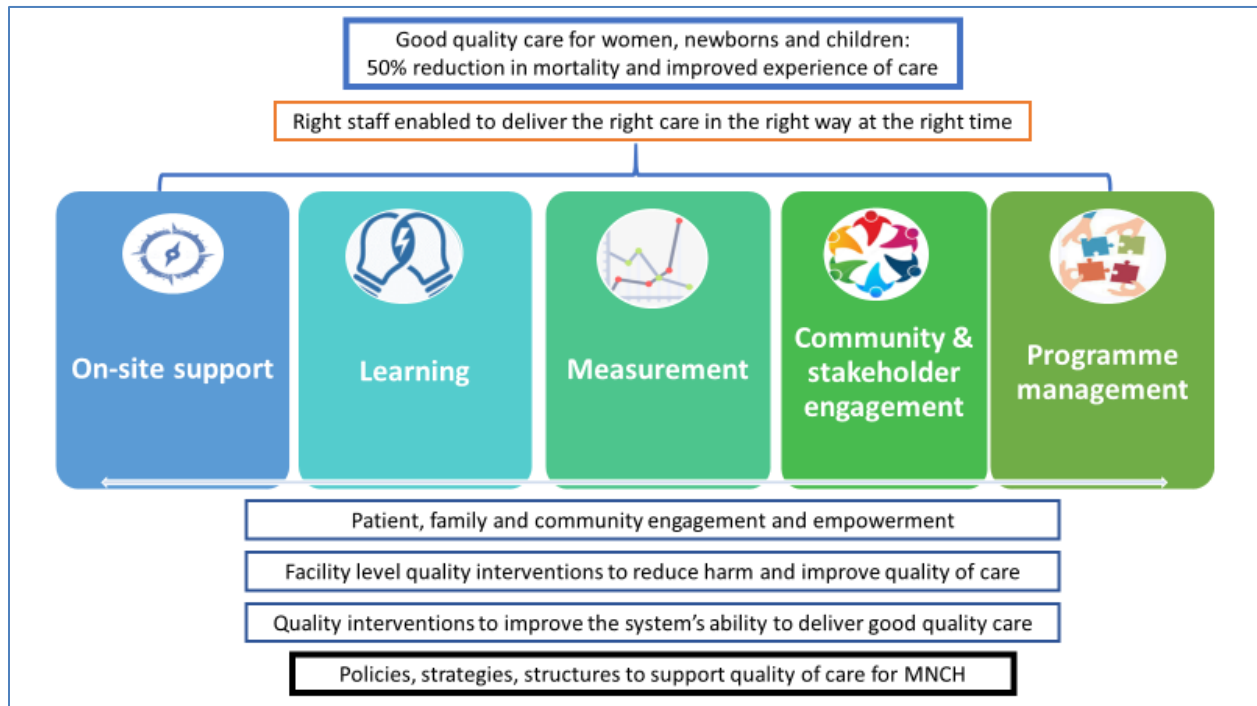 Good quality care for women, newborns and children:
50% reduction in mortality and improved experience of care
Right staff enabled to deliver the right care in the right way at the right time
On-site support
Learning
Measurement
Community &
stakeholder
engagement
Programme
management
Patient, family and community engagement and empowerment
Facility level quality interventions to reduce harm and improve quality of care
Quality interventions to improve the system's ability to deliver good quality care
Policies, strategies, structures to support quality of care for MNCH